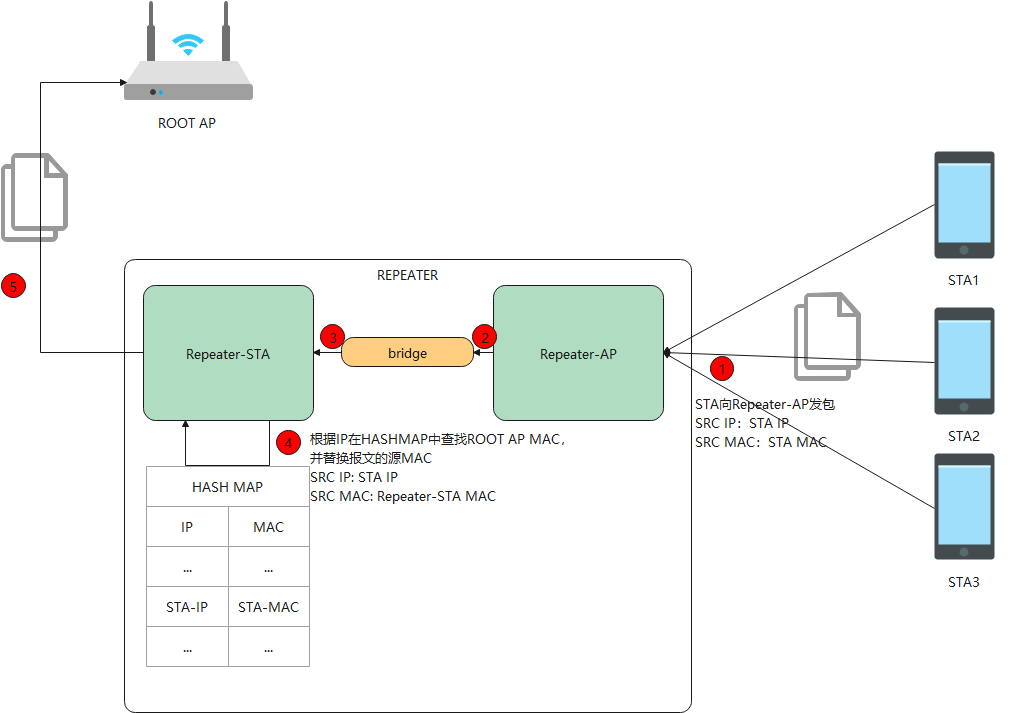 ROOT AP
REPEATER
STA1
5
Repeater-STA
3
bridge
2
Repeater-AP
1
STA向Repeater-AP发包
SRC IP：STA IP
SRC MAC：STA MAC
STA2
4
根据IP在HASHMAP中查找ROOT AP MAC，
并替换报文的源MAC
SRC IP: STA IP
SRC MAC: Repeater-STA MAC
HASH MAP
IP MAC
... ...
STA-IP STA-MAC
... ...
STA3